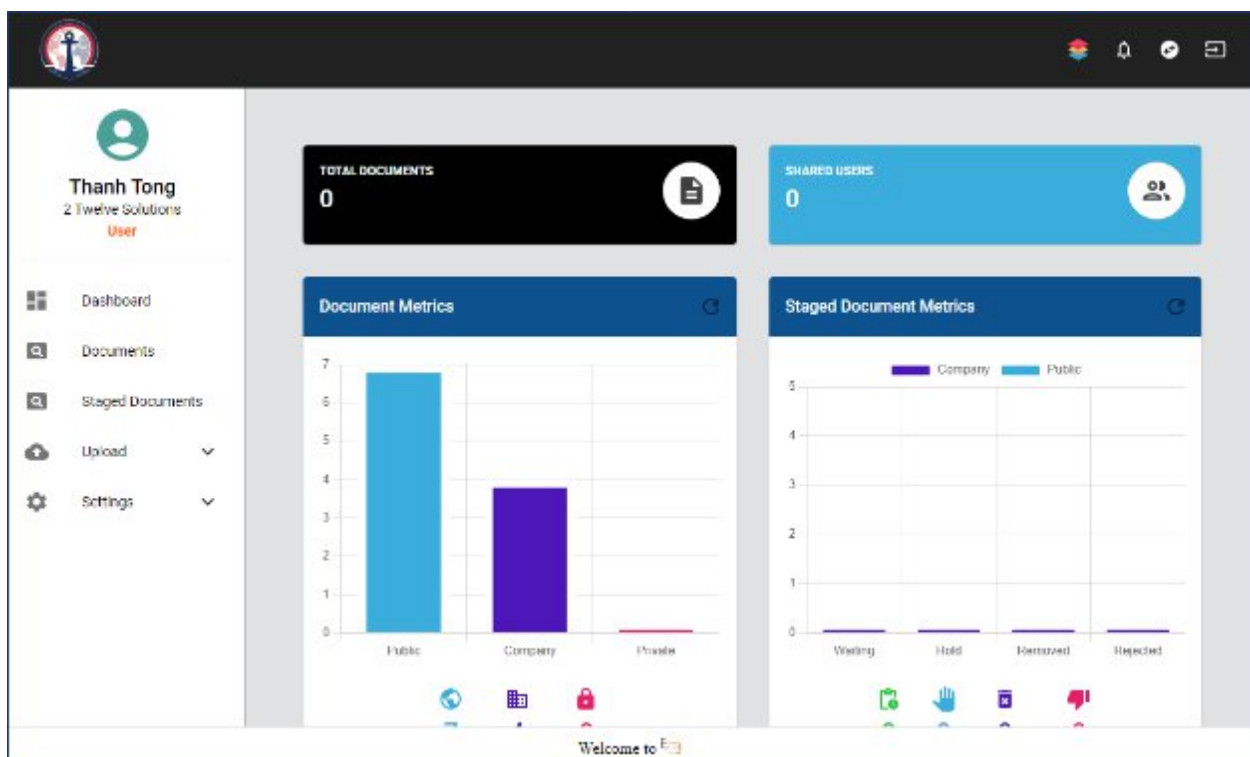 Thanh Tong
2 Twelve Solutions
User
Dashboard
Documents
Staged Documents
Upload
Settings
TOTAL DOCUMENTS
0
SHARED USERS
0
Document Metrics
7
6
5
4
3
2
1
0
Public
Company
Private
Staged Document Metrics
Company
Public
5
4
3
2
1
0
Waiting
Hold
Removed
Rejected
Welcome to